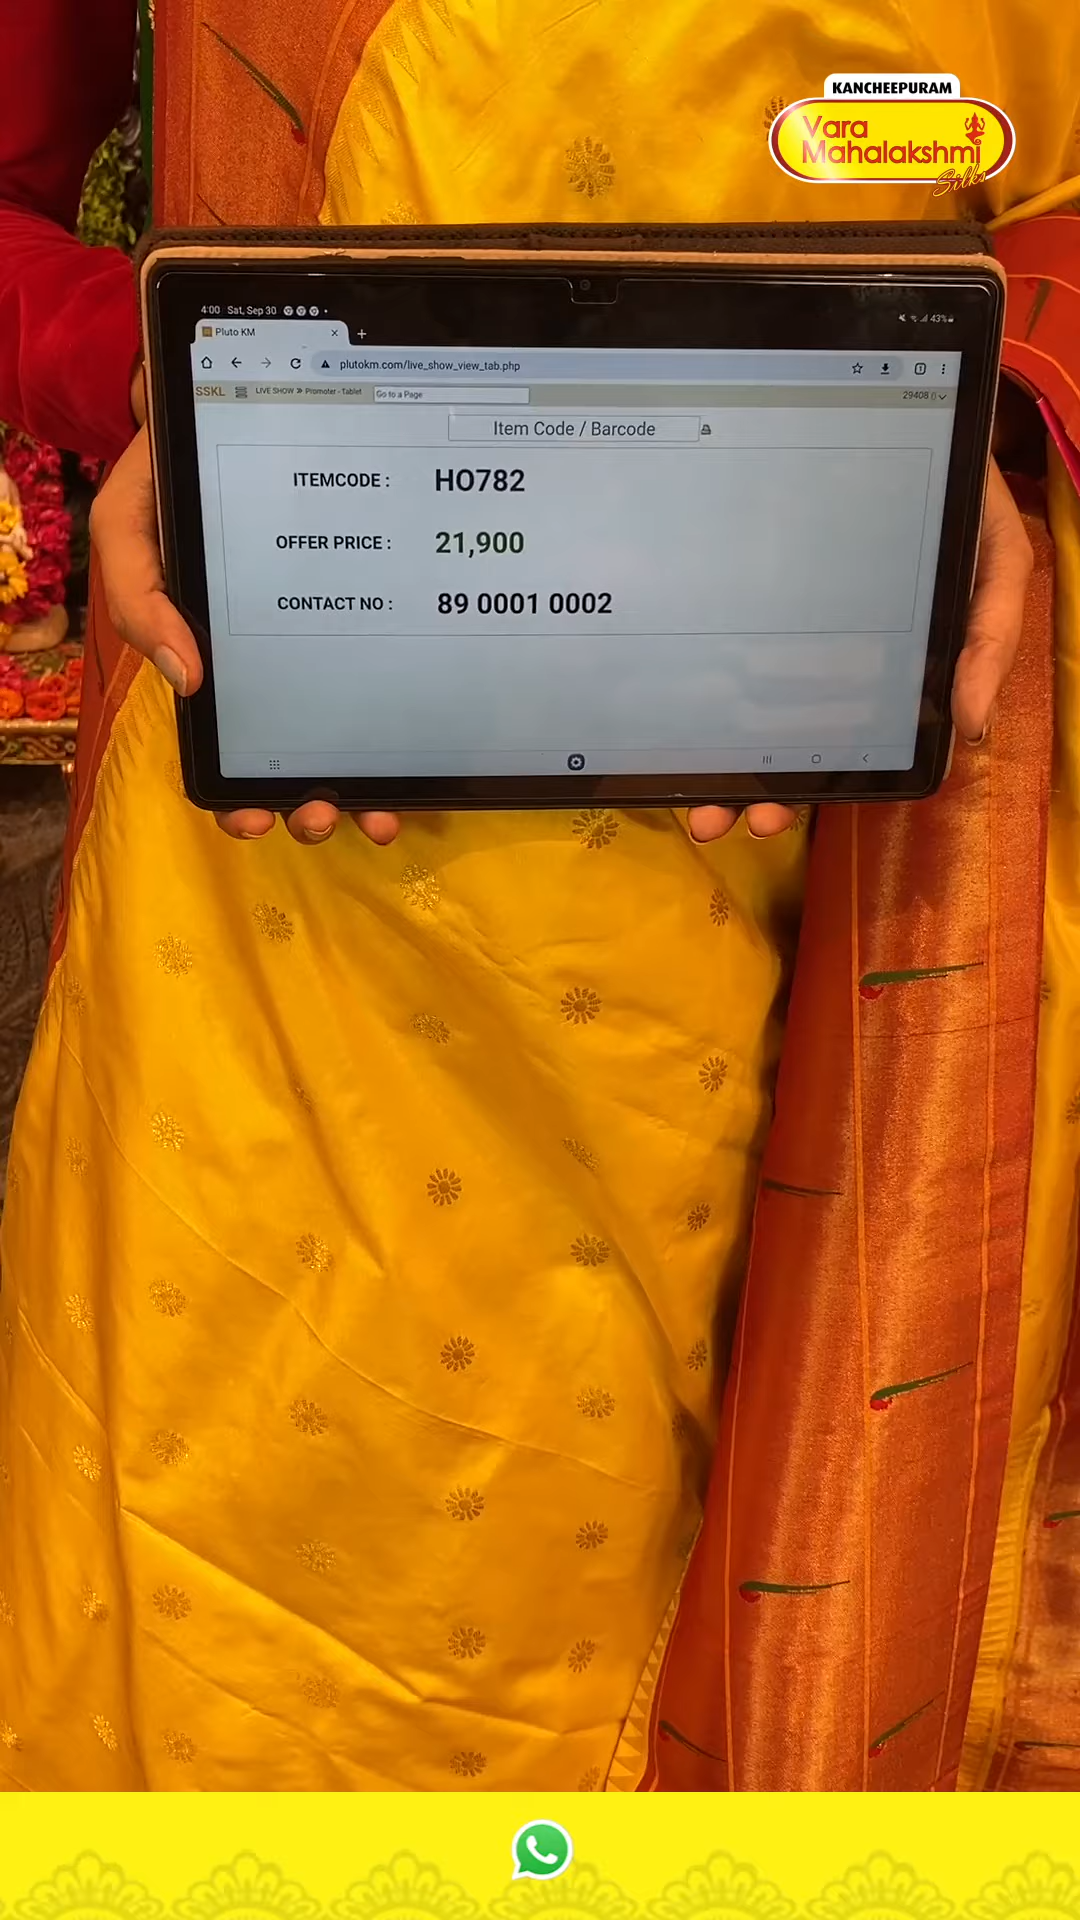 KANCHEEPURAM
Vara
Mahalakshmi
Silks
4:00 Sat, Sep 30
43%
Pluto KM
plutokm.com/live_show_view_tab.php
SSKL
LIVE SHOW » Promoter - Tablet
Go to a Page
29408 ()
Item Code / Barcode
ITEMCODE : HO782
OFFER PRICE : 21,900
CONTACT NO : 89 0001 0002